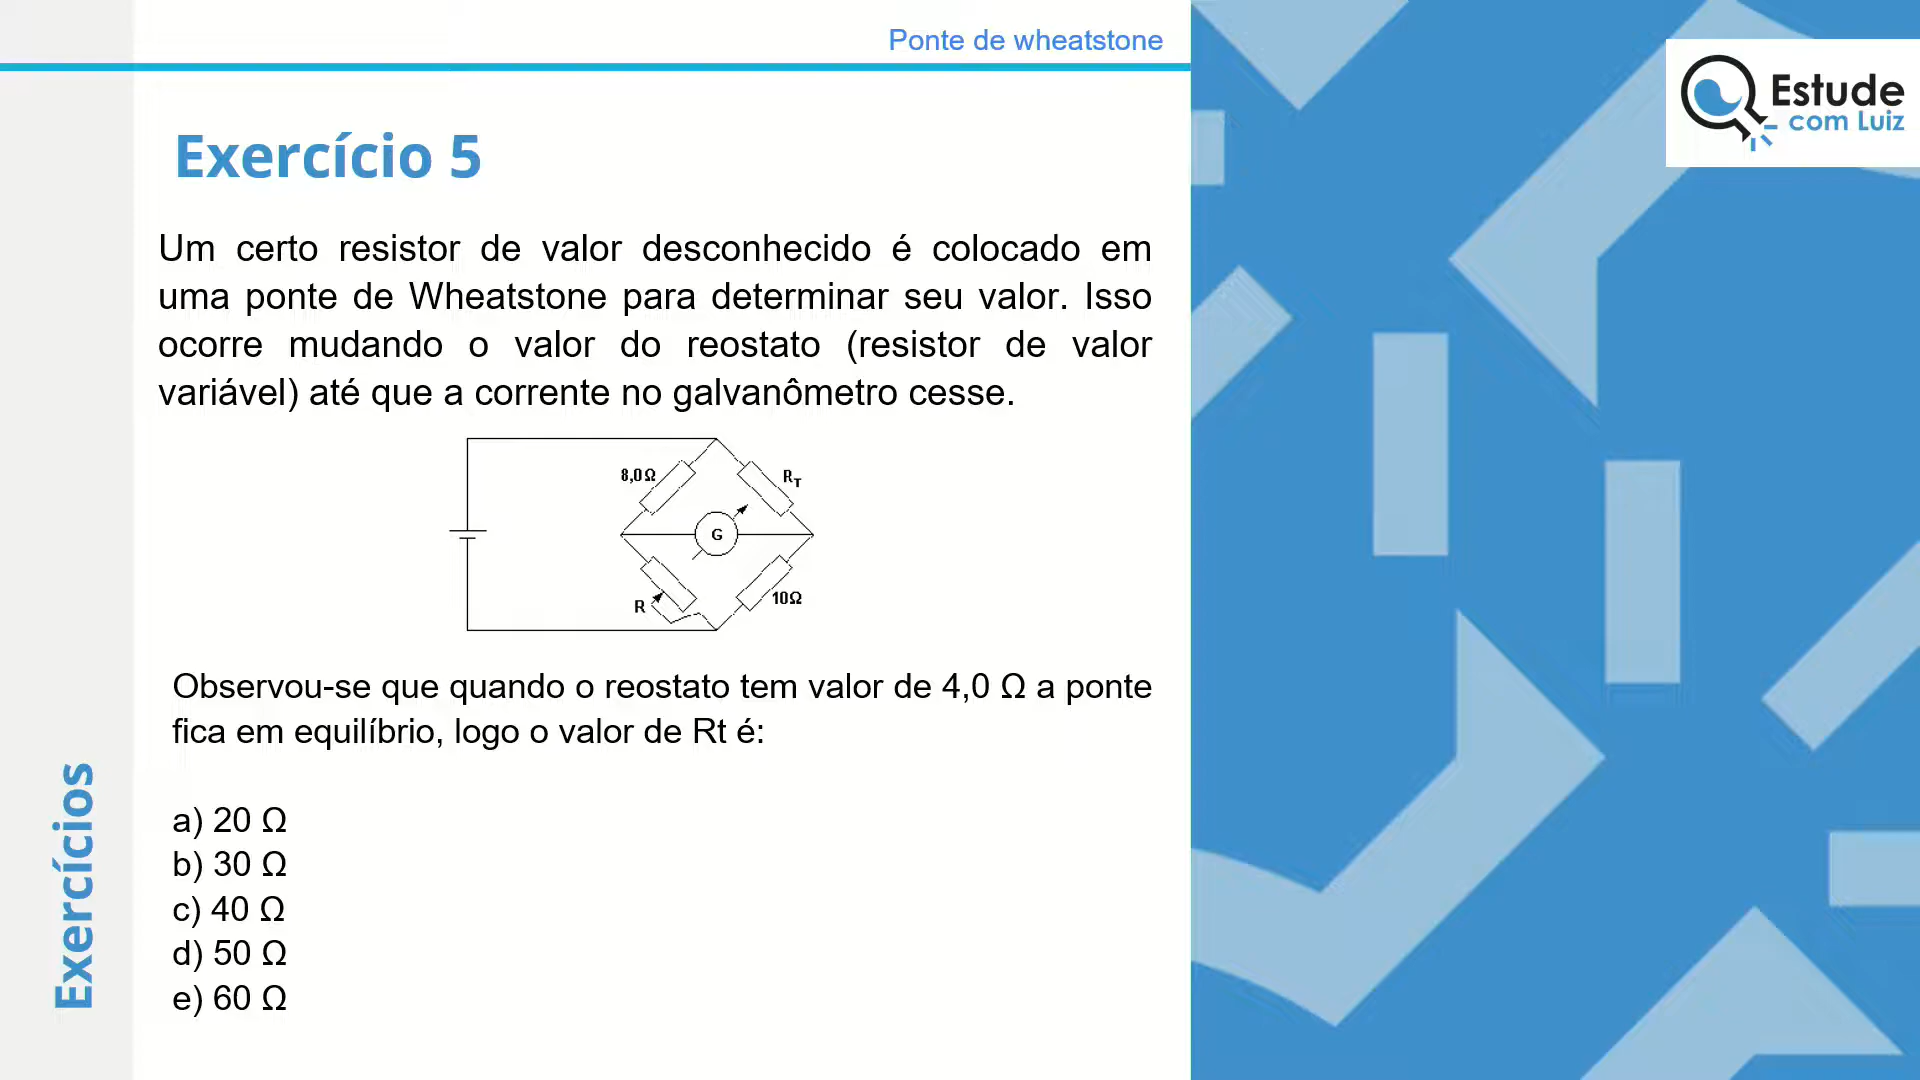 Ponte de wheatstone
Estude
com Luiz
Exercício 5
Um certo resistor de valor desconhecido é colocado em
uma ponte de Wheatstone para determinar seu valor. Isso
ocorre mudando o valor do reostato (resistor de valor
variável) até que a corrente no galvanômetro cesse.
8,0Ω
RT
G
R
10Ω
Observou-se que quando o reostato tem valor de 4,0 Ω a ponte
fica em equilíbrio, logo o valor de Rt é:
a) 20 Ω
b) 30 Ω
c) 40 Ω
d) 50 Ω
e) 60 Ω
Exercícios